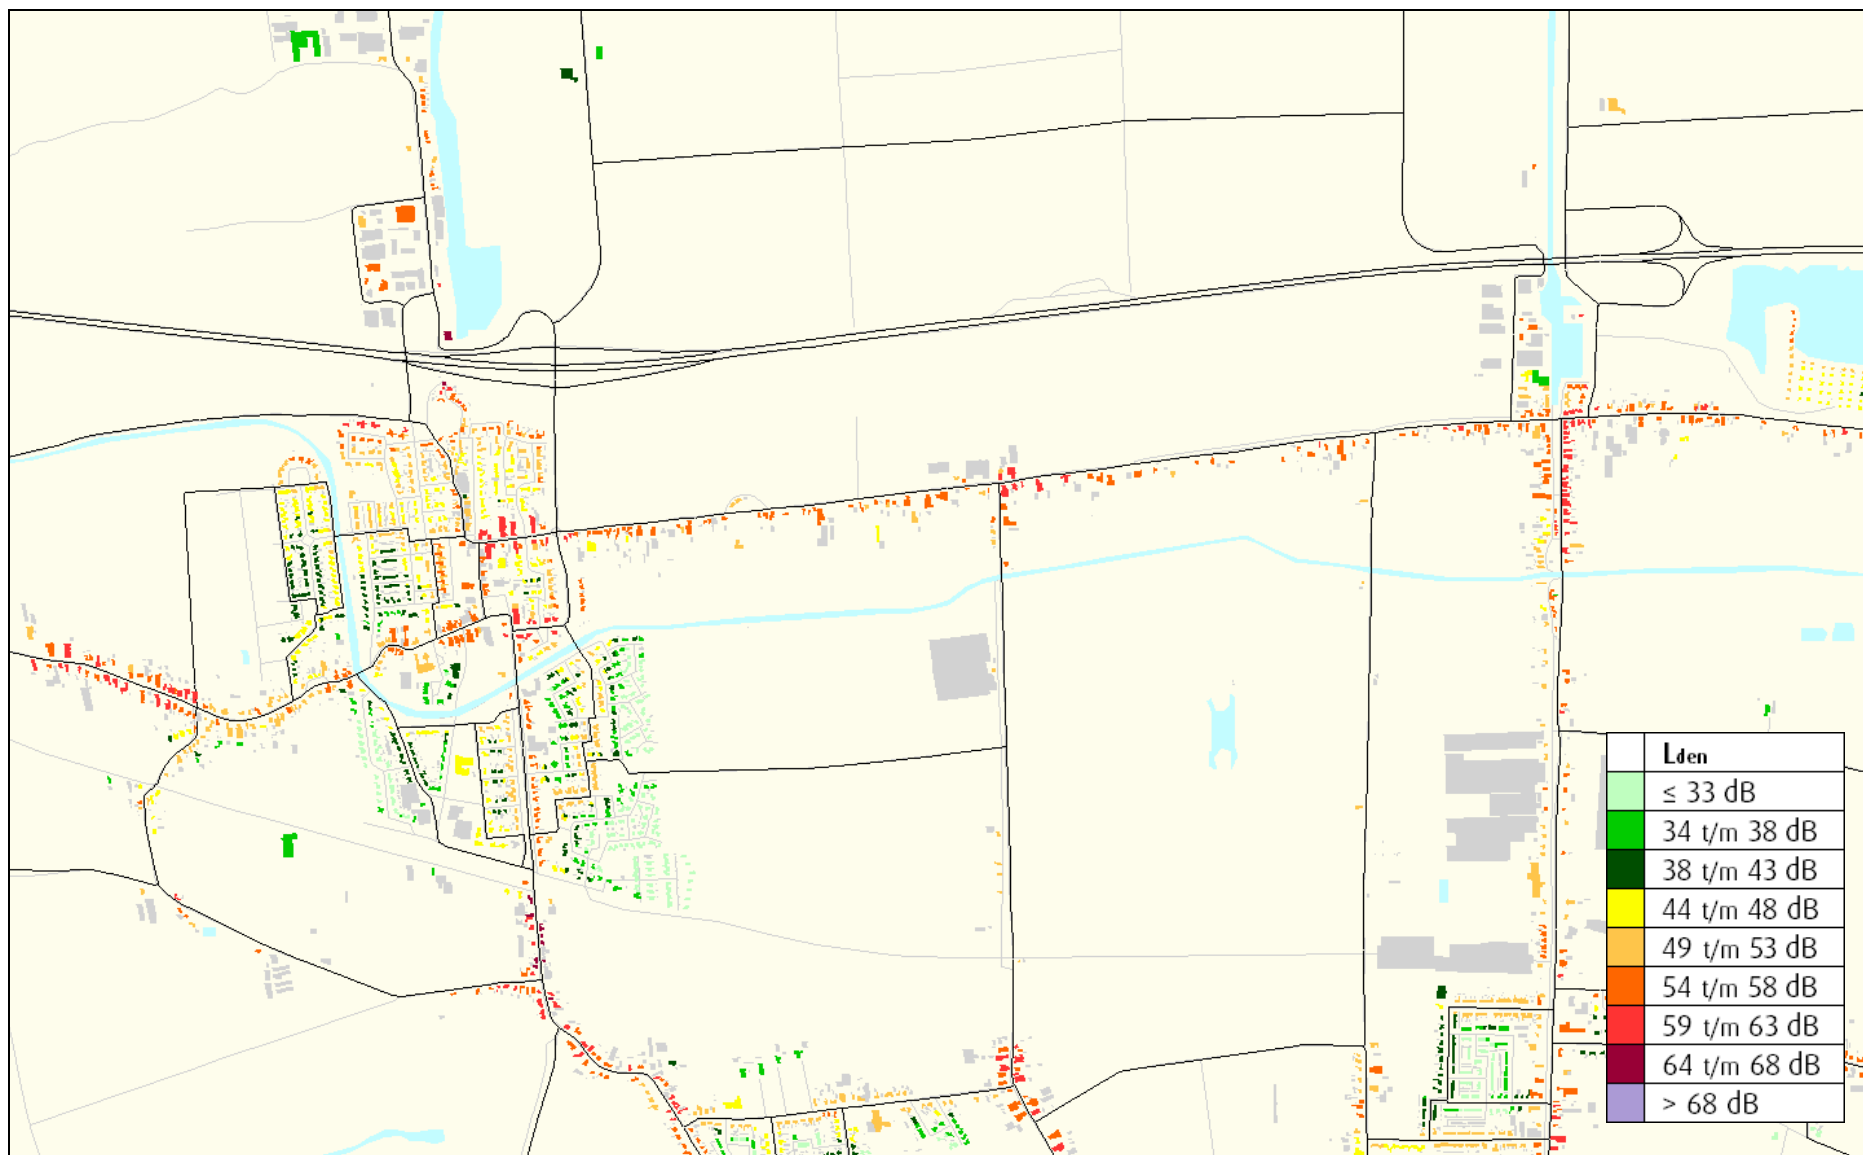 Lden
≤ 33 dB
34 t/m 38 dB
38 t/m 43 dB
44 t/m 48 dB
49 t/m 53 dB
54 t/m 58 dB
59 t/m 63 dB
64 t/m 68 dB
> 68 dB